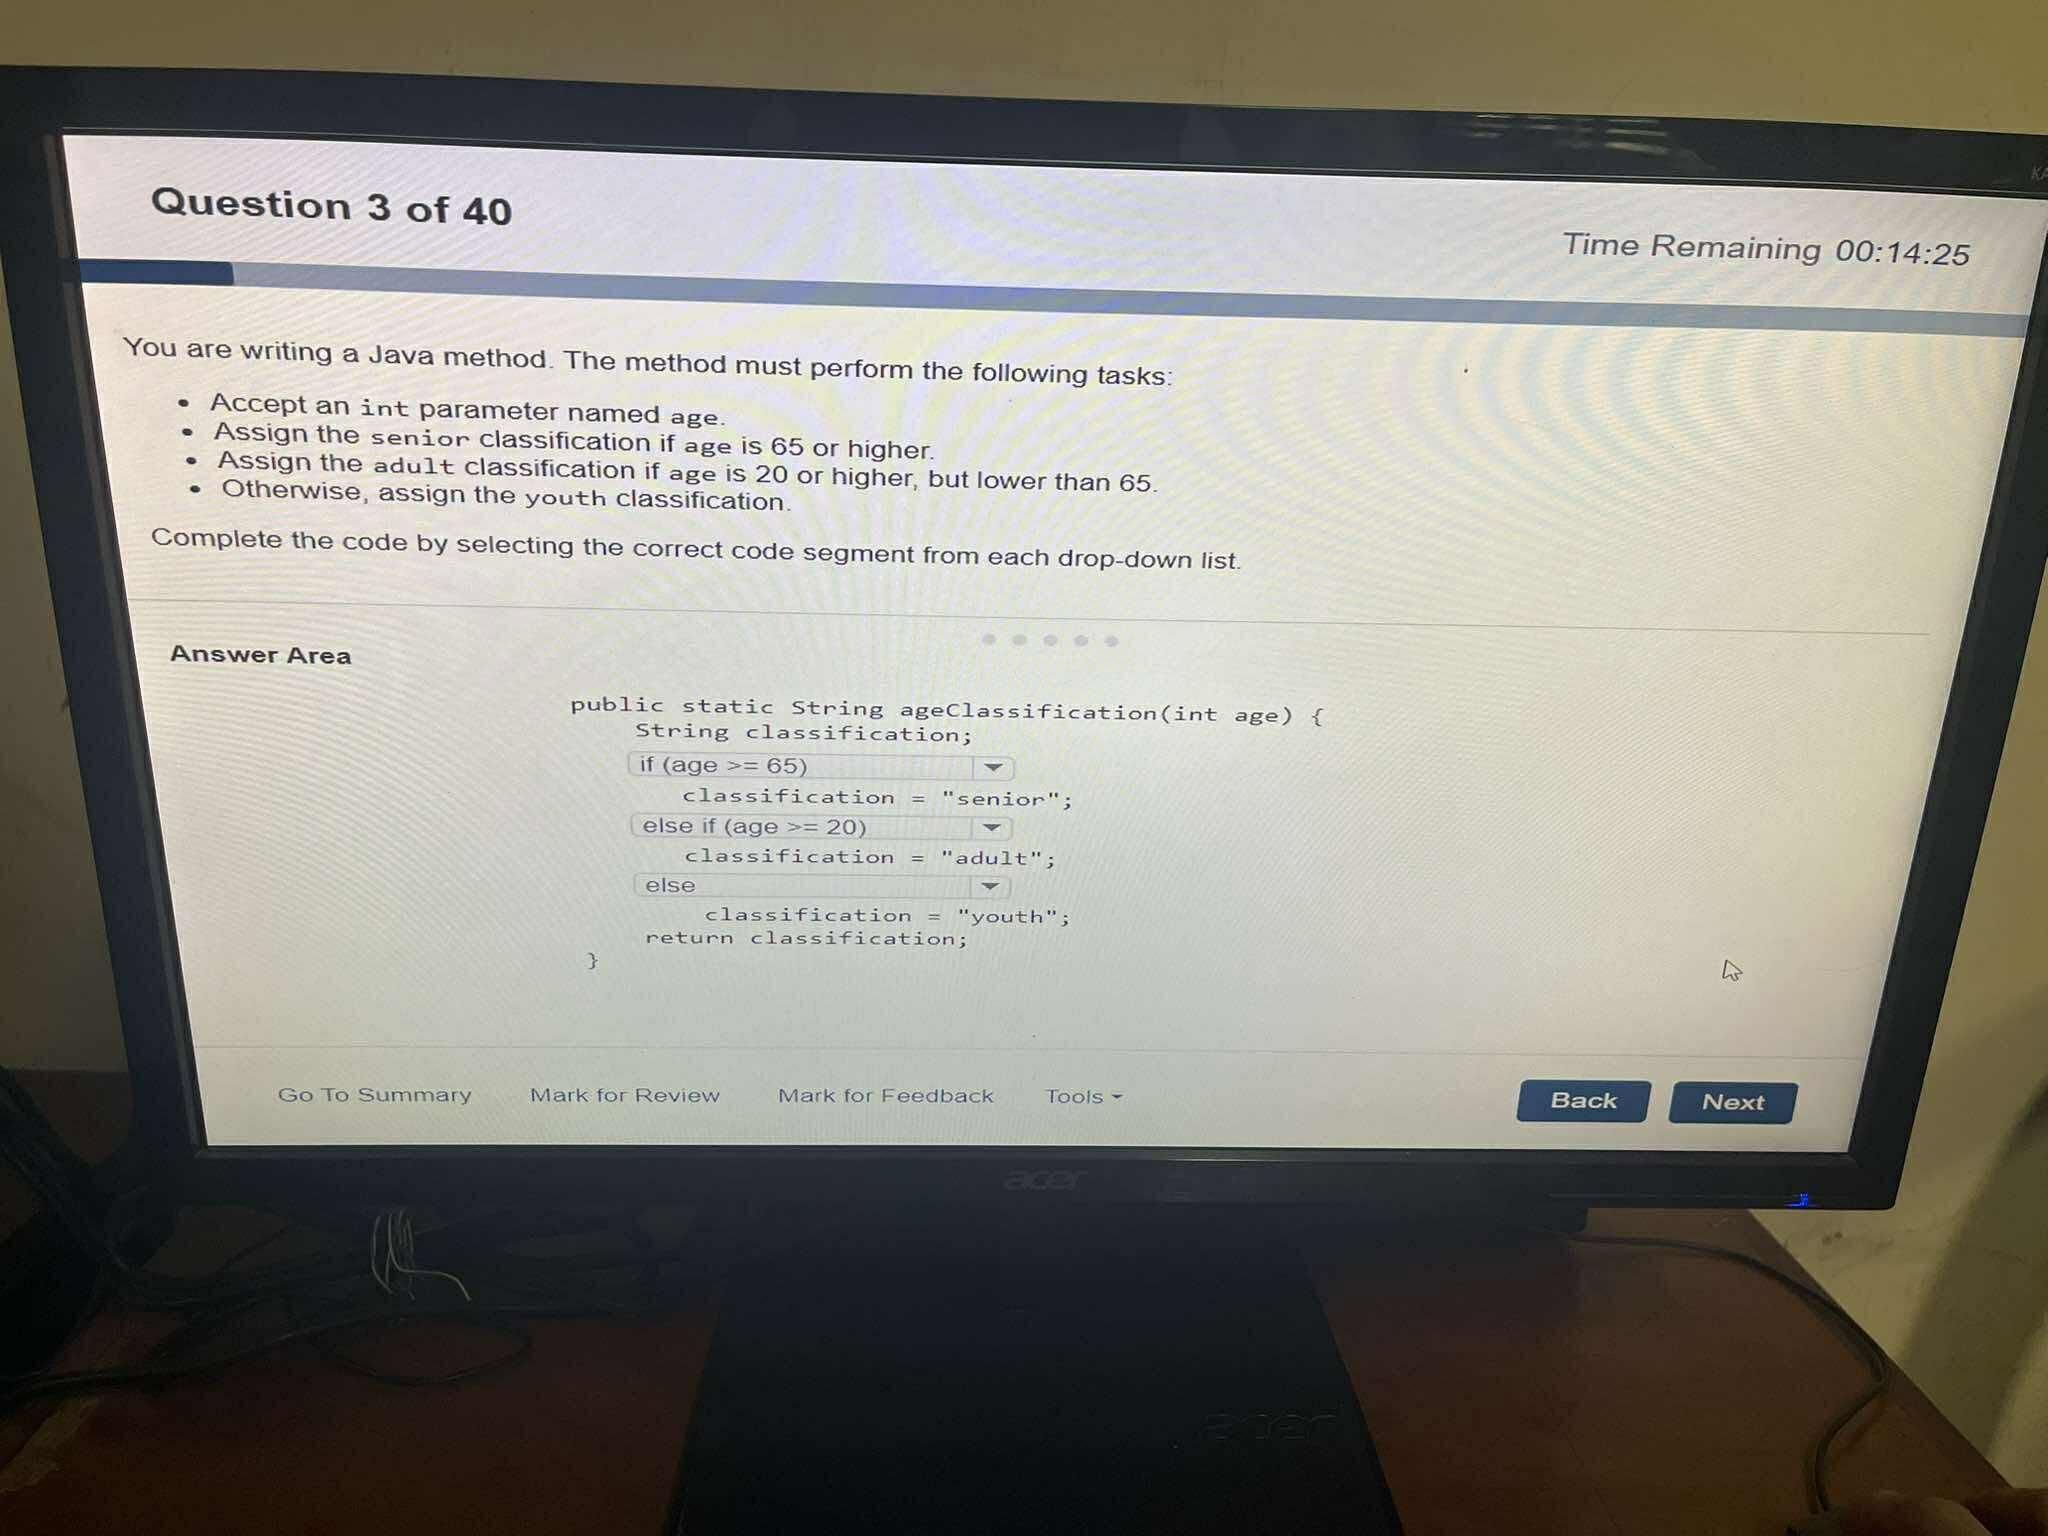 Question 3 of 40
Time Remaining 00:14:25
You are writing a Java method. The method must perform the following tasks:
• Accept an int parameter named age.
• Assign the senior classification if age is 65 or higher.
• Assign the adult classification if age is 20 or higher, but lower than 65.
• Otherwise, assign the youth classification.
Complete the code by selecting the correct code segment from each drop-down list.
Answer Area
public static String ageClassification(int age) {
String classification;
if (age >= 65)
classification = "senior";
else if (age >= 20)
classification = "adult";
else
classification = "youth";
return classification;
}
Go To Summary Mark for Review Mark for Feedback Tools Back Next
acer
acer